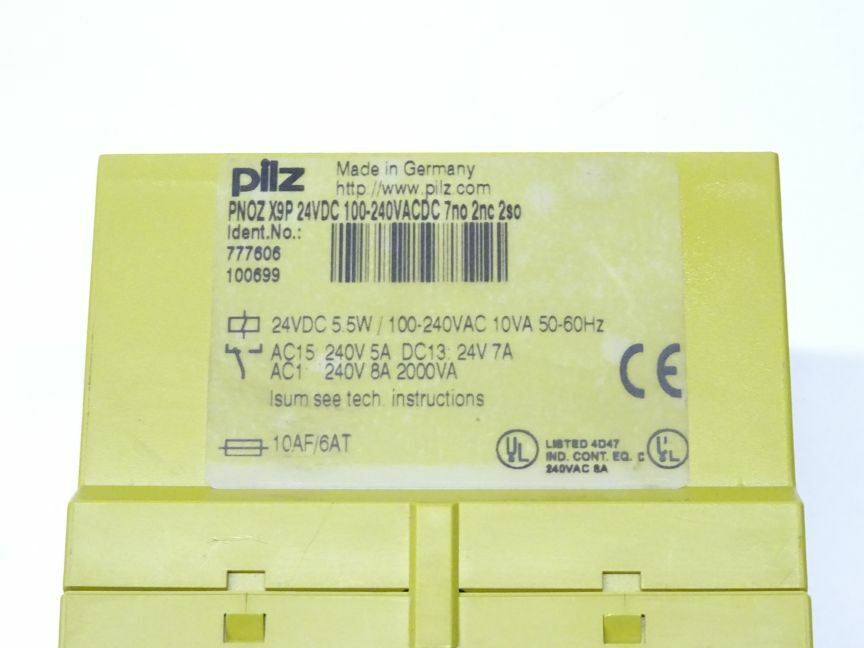 pilz
Made in Germany
http://www.pilz.com
PNOZ X9P 24VDC 100-240VACDC 7no 2nc 2so
Ident.No.:
777606
100699
24VDC 5.5W / 100-240VAC 10VA 50-60Hz
AC15: 240V 5A DC13: 24V 7A
AC1: 240V 8A 2000VA
Isum see tech. instructions
CE
10AF/6AT
UL LISTED 4D47 C UL
IND. CONT. EQ.
240VAC 8A